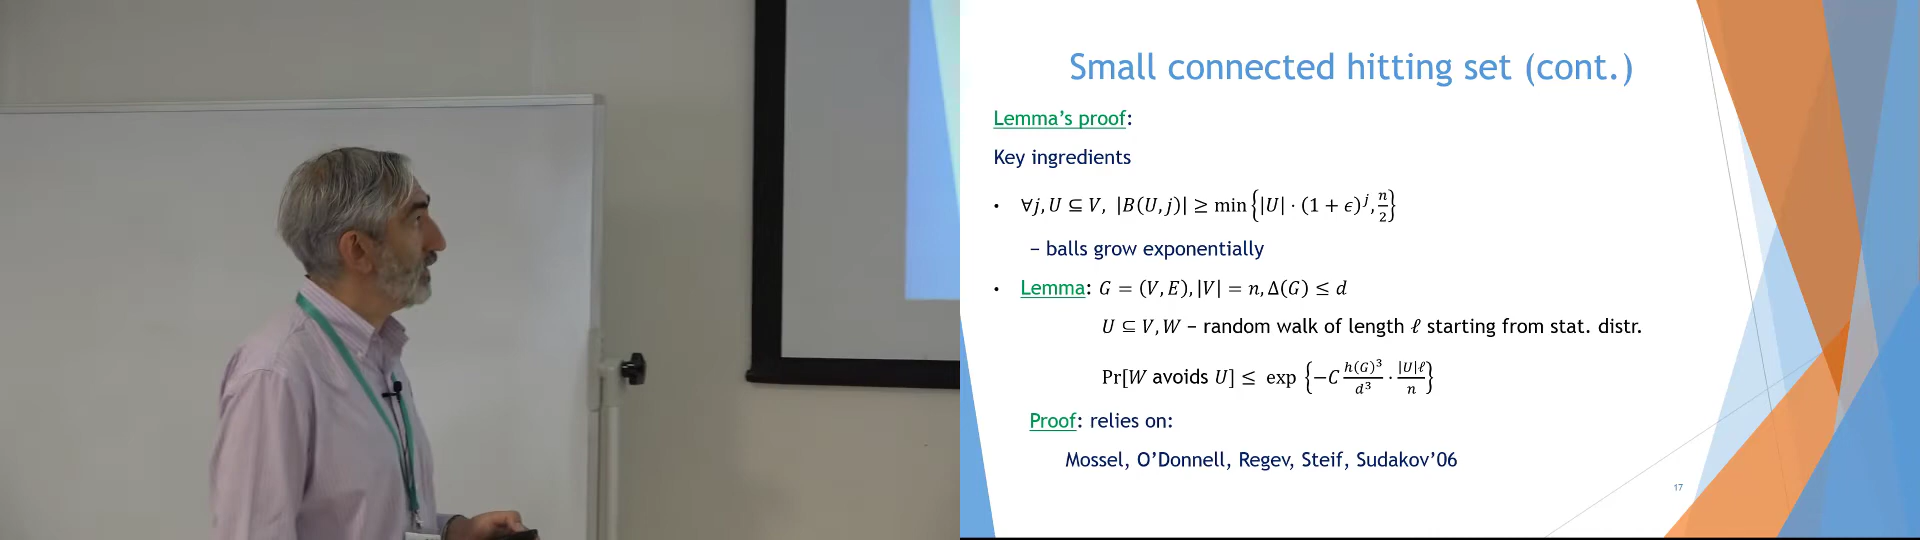 Small connected hitting set (cont.)
Lemma's proof:
Key ingredients
• ∀j, U ⊆ V, |B(U, j)| ≥ min {|U| · (1 + ϵ)^j, n/2}
− balls grow exponentially
• Lemma: G = (V, E), |V| = n, Δ(G) ≤ d
U ⊆ V, W − random walk of length ℓ starting from stat. distr.
Pr[W avoids U] ≤ exp {−C h(G)^3/d^3 · |U|ℓ/n}
Proof: relies on:
Mossel, O'Donnell, Regev, Steif, Sudakov'06
17